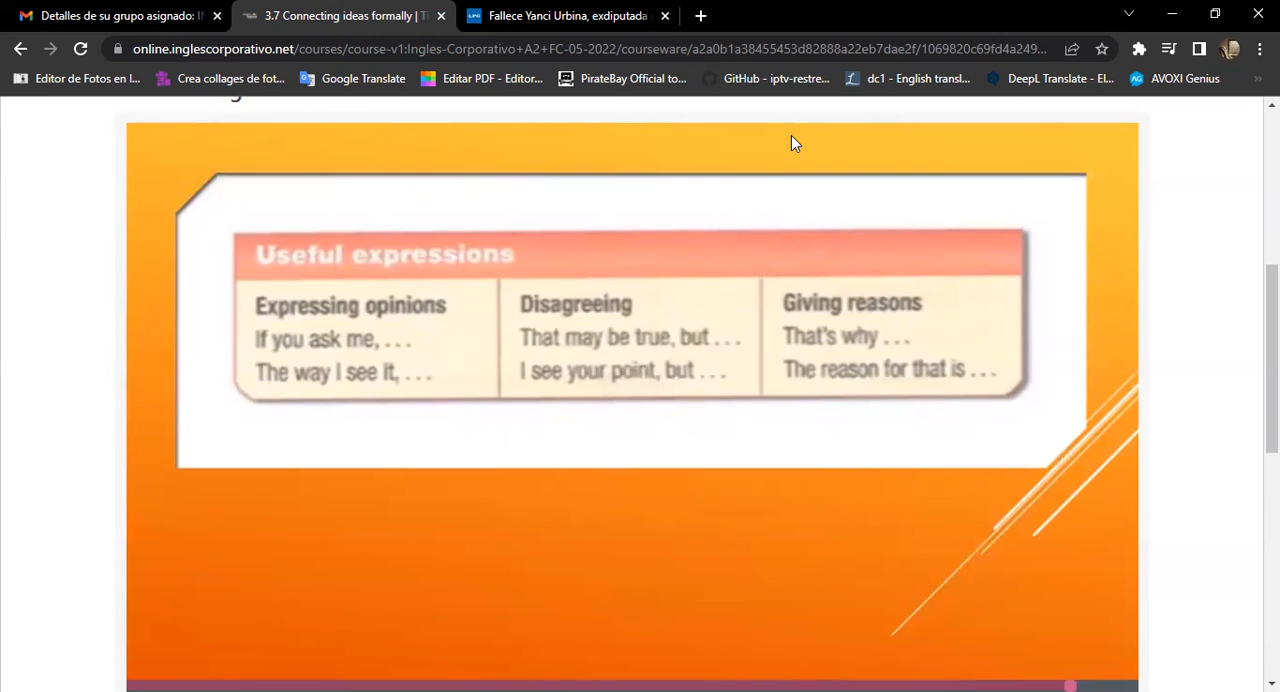 Detalles de su grupo asignado: I
3.7 Connecting ideas formally | T
Fallece Yanci Urbina, exdiputada
online.inglescorporativo.net/courses/course-v1:Ingles-Corporativo+A2+FC-05-2022/courseware/a2a0b1a38455453d82888a22eb7dae2f/1069820c69fd4a249...
Editor de Fotos en l...
Crea collages de fot...
Google Translate
Editar PDF - Editor...
PirateBay Official to...
GitHub - iptv-restre...
dc1 - English transl...
DeepL Translate - El...
AVOXI Genius
Useful expressions
Expressing opinions
If you ask me, . . .
The way I see it, . . .
Disagreeing
That may be true, but . . .
I see your point, but . . .
Giving reasons
That's why . . .
The reason for that is . . .